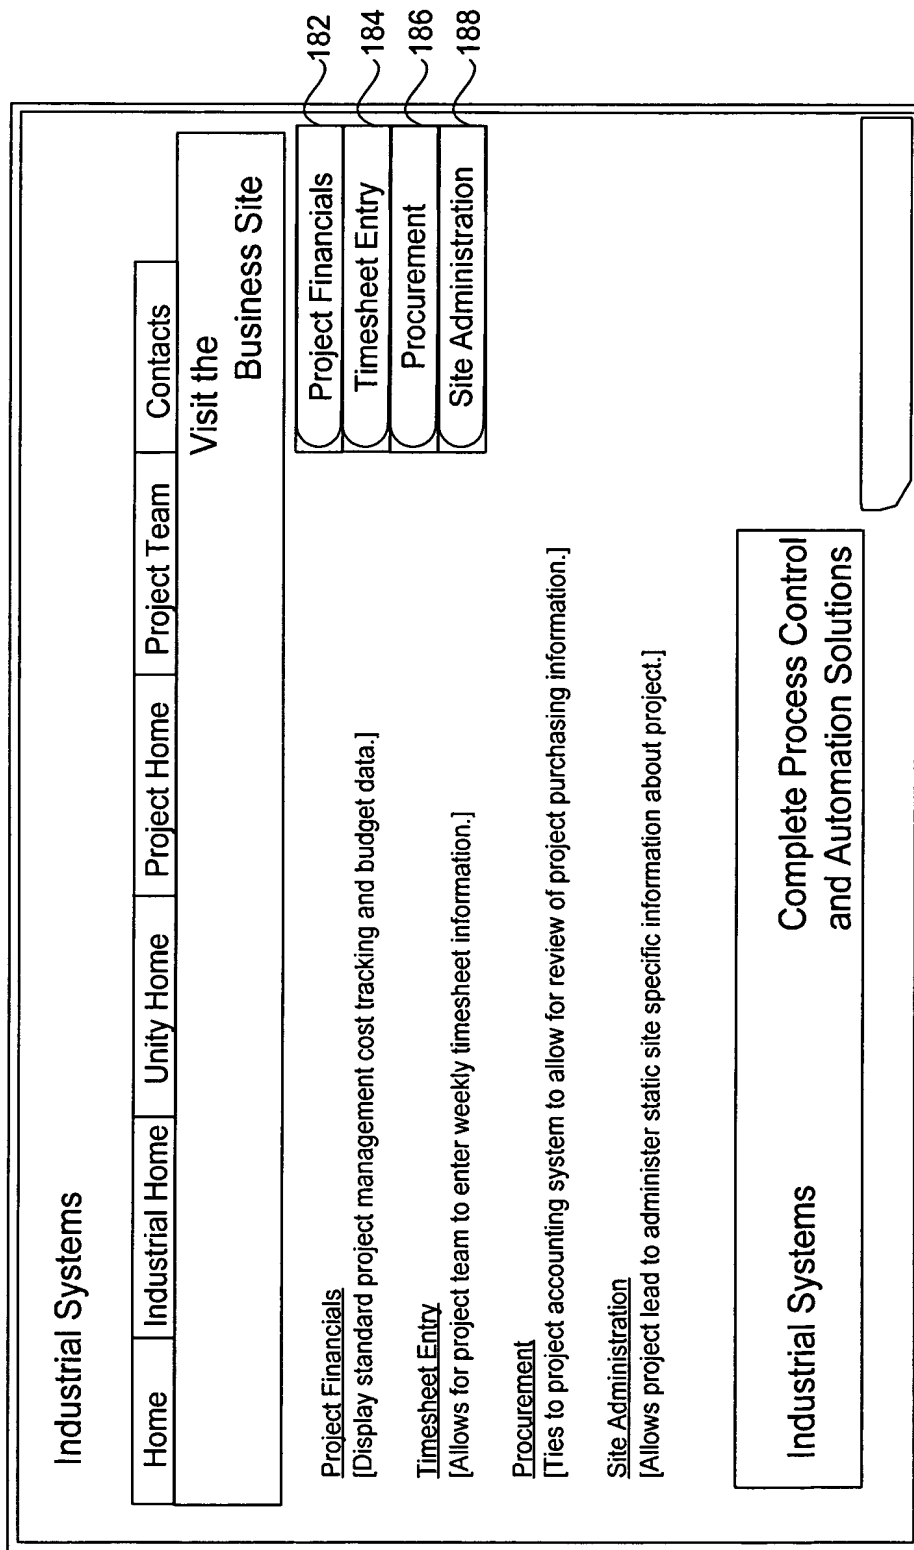 Industrial Systems
Home Industrial Home Unity Home Project Home Project Team Contacts
Visit the
Business Site
Project Financials 182
Timesheet Entry 184
Procurement 186
Site Administration 188
Project Financials
[Display standard project management cost tracking and budget data.]
Timesheet Entry
[Allows for project team to enter weekly timesheet information.]
Procurement
[Ties to project accounting system to allow for review of project purchasing information.]
Site Administration
[Allows project lead to administer static site specific information about project.]
Industrial Systems
Complete Process Control
and Automation Solutions